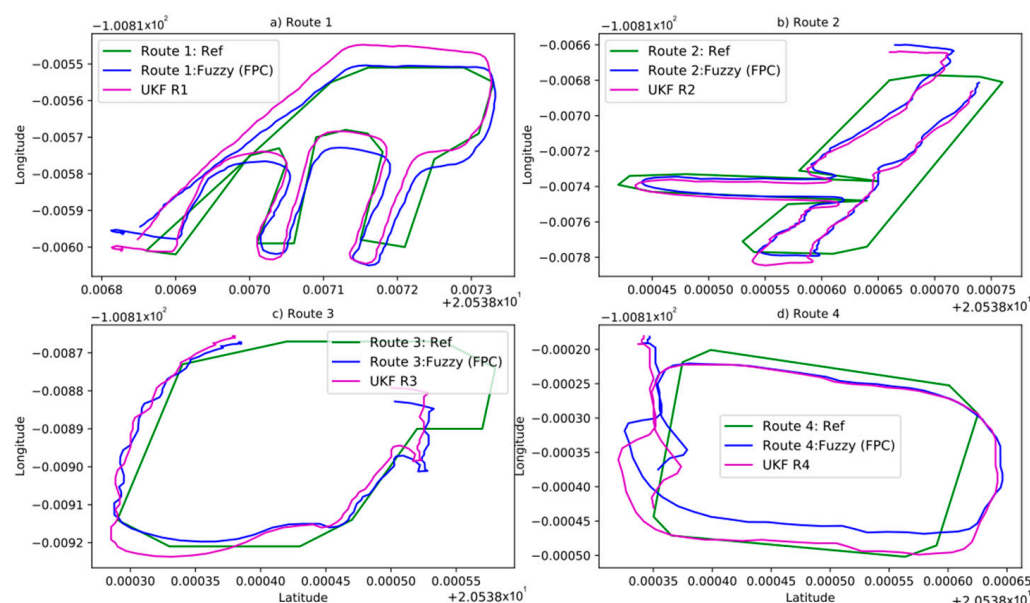 −1.0081x10²
a) Route 1
Route 1: Ref
Route 1:Fuzzy (FPC)
UKF R1
Longitude
−0.0055
−0.0056
−0.0057
−0.0058
−0.0059
−0.0060
0.0068 0.0069 0.0070 0.0071 0.0072 0.0073
+2.0538x10¹
−1.0081x10²
b) Route 2
Route 2: Ref
Route 2:Fuzzy (FPC)
UKF R2
Longitude
−0.0066
−0.0068
−0.0070
−0.0072
−0.0074
−0.0076
−0.0078
0.00045 0.00050 0.00055 0.00060 0.00065 0.00070 0.00075
+2.0538x10¹
−1.0081x10²
c) Route 3
Route 3: Ref
Route 3:Fuzzy (FPC)
UKF R3
Longitude
−0.0087
−0.0088
−0.0089
−0.0090
−0.0091
−0.0092
0.00030 0.00035 0.00040 0.00045 0.00050 0.00055
Latitude
+2.0538x10¹
−1.0081x10²
d) Route 4
Route 4: Ref
Route 4:Fuzzy (FPC)
UKF R4
Longitude
−0.00020
−0.00025
−0.00030
−0.00035
−0.00040
−0.00045
−0.00050
0.00035 0.00040 0.00045 0.00050 0.00055 0.00060 0.00065
Latitude
+2.0538x10¹